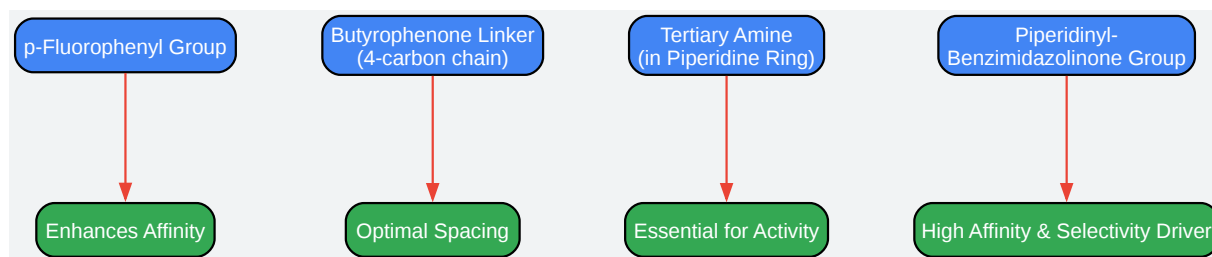 p-Fluorophenyl Group
Butyrophenone Linker
(4-carbon chain)
Tertiary Amine
(in Piperidine Ring)
Piperidinyl-
Benzimidazolinone Group
Enhances Affinity
Optimal Spacing
Essential for Activity
High Affinity & Selectivity Driver